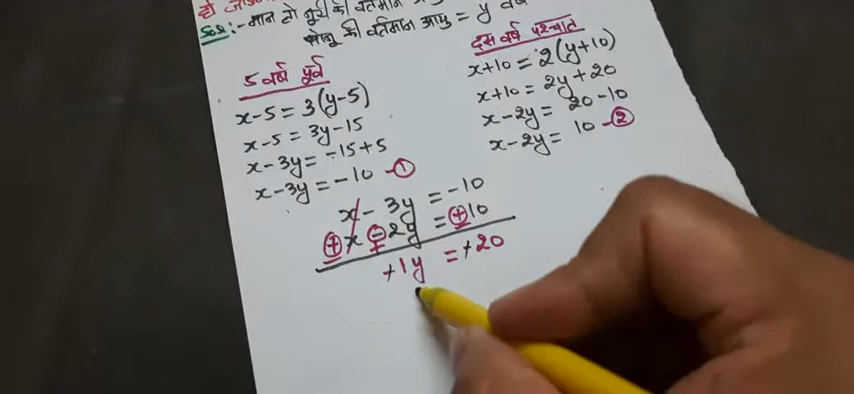 Sol:- माना नूरी की वर्तमान
सोनू की वर्तमान आयु = y वर्ष
5 वर्ष पूर्व
x-5 = 3(y-5)
x-5 = 3y-15
x-3y = -15+5
x-3y = -10 -①
दस वर्ष पश्चात
x+10 = 2(y+10)
x+10 = 2y+20
x-2y = 20-10
x-2y = 10 -②
x - 3y = -10
+x - 2y = +10
+1y = +20